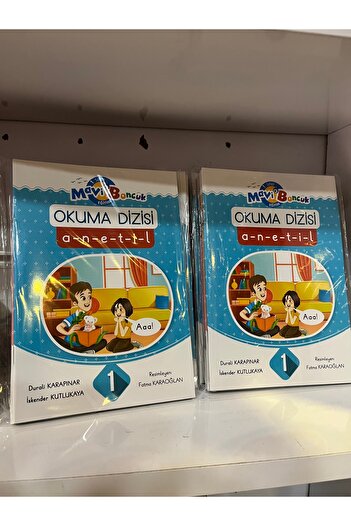 Mavi Boncuk
OKUMA DİZİSİ
a-n-e-t-i-l
Aaa!
Durali KARAPINAR
İskender KUTLUKAYA
1
Resimleyen
Fatma KARAOĞLAN
Mavi Boncuk
OKUMA DİZİSİ
a-n-e-t-i-l
Aaa!
Durali KARAPINAR
İskender KUTLUKAYA
1
Resimleyen
Fatma KARAOĞLAN